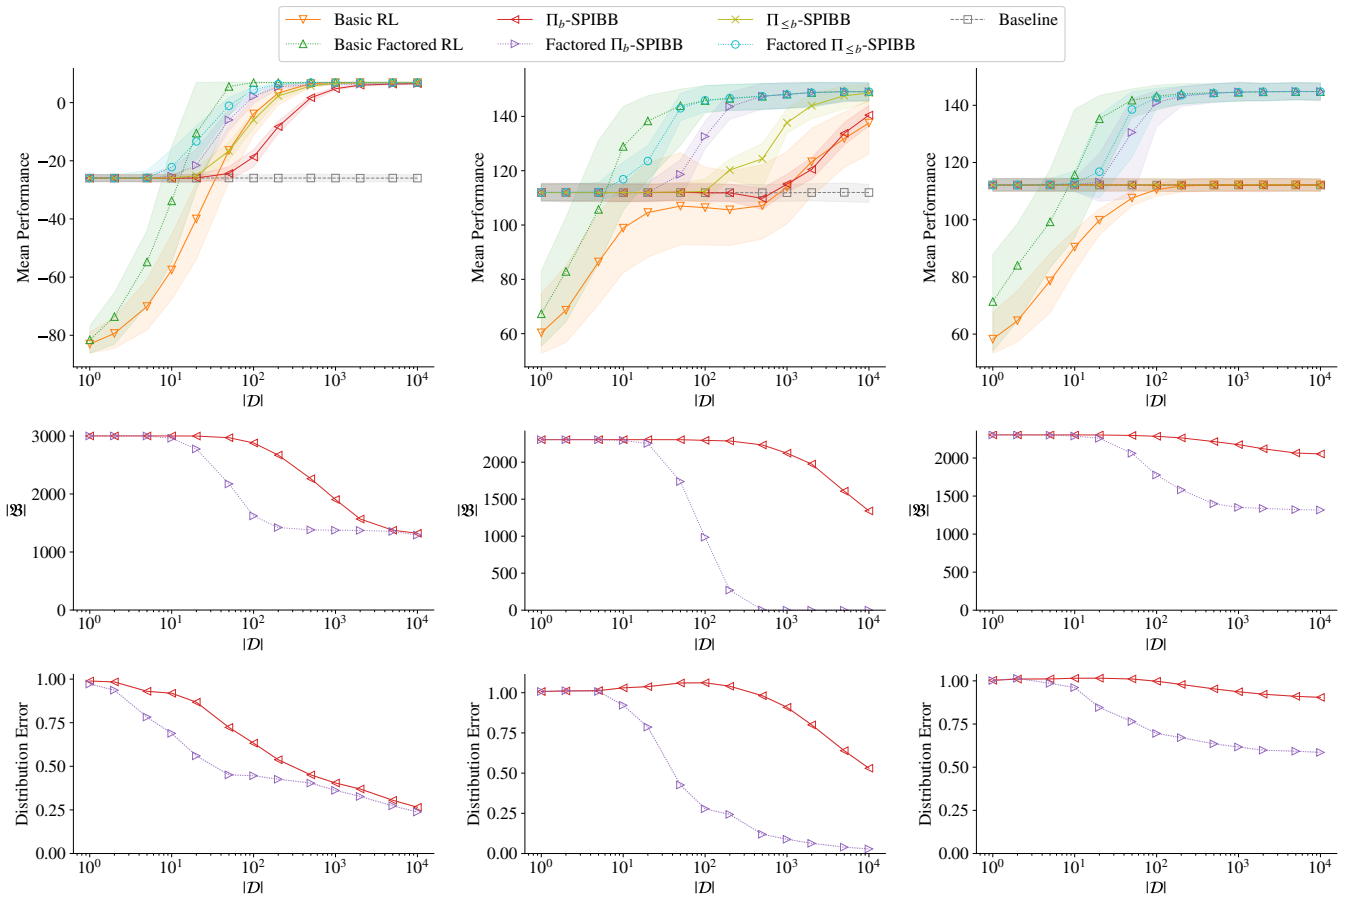 Basic RL Π_b-SPIBB Π_≤b-SPIBB Baseline
Basic Factored RL Factored Π_b-SPIBB Factored Π_≤b-SPIBB
Mean Performance
0
−20
−40
−60
−80
10^0 10^1 10^2 10^3 10^4
|𝒟|
Mean Performance
140
120
100
80
60
10^0 10^1 10^2 10^3 10^4
|𝒟|
Mean Performance
140
120
100
80
60
10^0 10^1 10^2 10^3 10^4
|𝒟|
|𝔅|
3000
2000
1000
0
10^0 10^1 10^2 10^3 10^4
|𝒟|
|𝔅|
2000
1500
1000
500
0
10^0 10^1 10^2 10^3 10^4
|𝒟|
|𝔅|
2000
1500
1000
500
0
10^0 10^1 10^2 10^3 10^4
|𝒟|
Distribution Error
1.00
0.75
0.50
0.25
0.00
10^0 10^1 10^2 10^3 10^4
|𝒟|
Distribution Error
1.00
0.75
0.50
0.25
0.00
10^0 10^1 10^2 10^3 10^4
|𝒟|
Distribution Error
1.00
0.75
0.50
0.25
0.00
10^0 10^1 10^2 10^3 10^4
|𝒟|